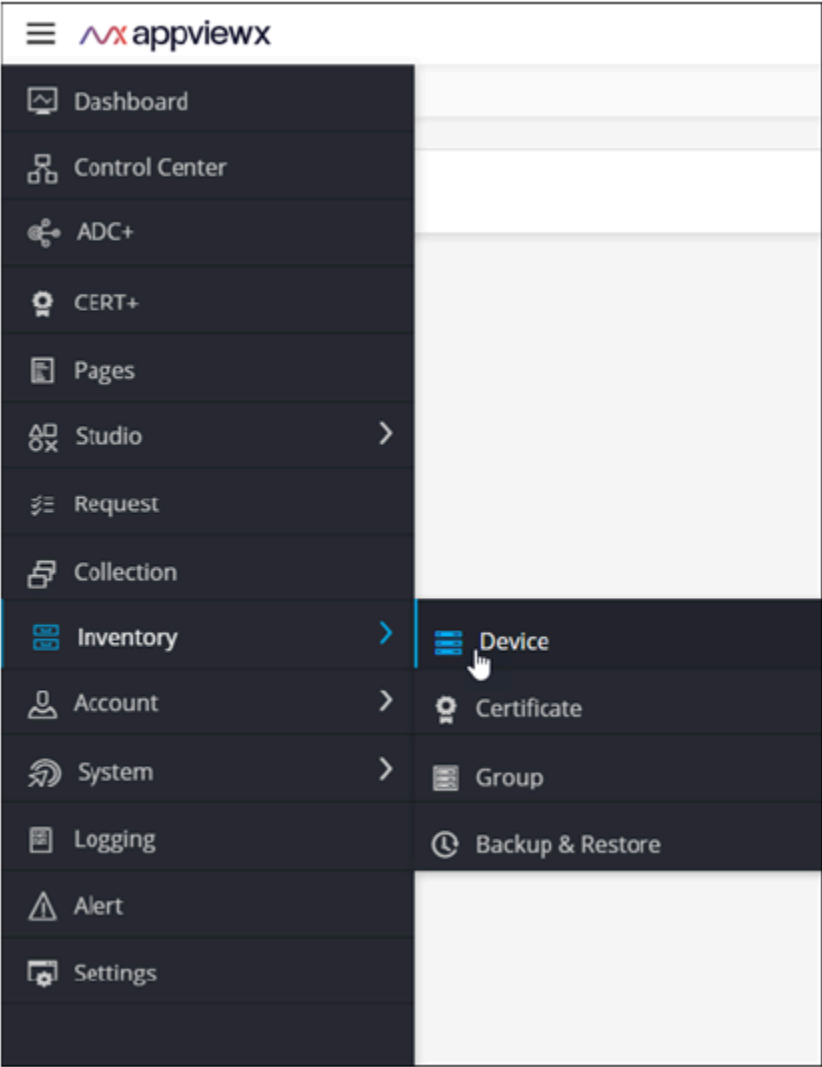 appviewx
Dashboard
Control Center
ADC+
CERT+
Pages
Studio
Request
Collection
Inventory
Device
Account
Certificate
System
Group
Logging
Backup & Restore
Alert
Settings